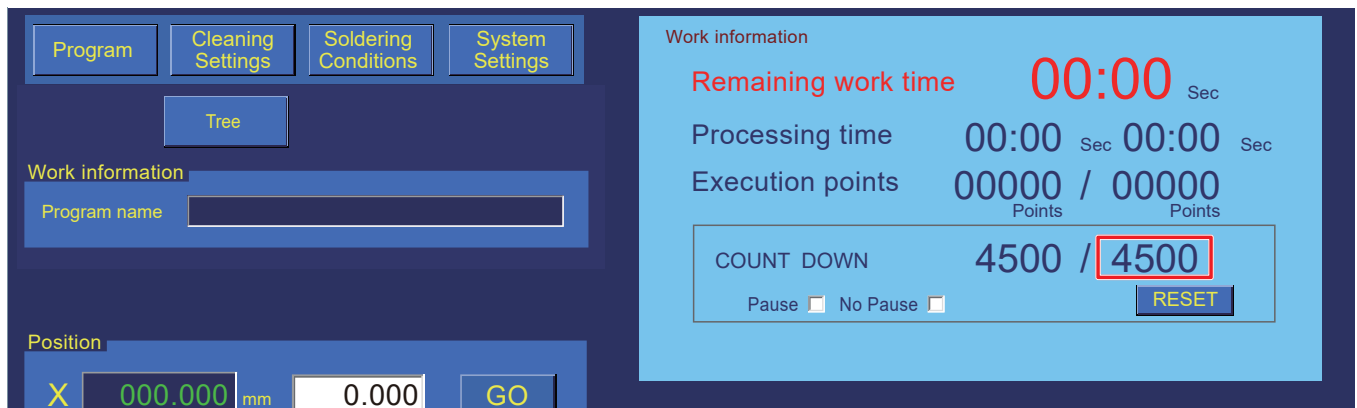 Program
Cleaning
Settings
Soldering
Conditions
System
Settings
Tree
Work information
Program name
Position
X 000.000 mm 0.000 GO
Work information
Remaining work time 00:00 Sec
Processing time 00:00 Sec 00:00 Sec
Execution points 00000 / 00000
Points Points
COUNT DOWN 4500 / 4500
Pause No Pause RESET